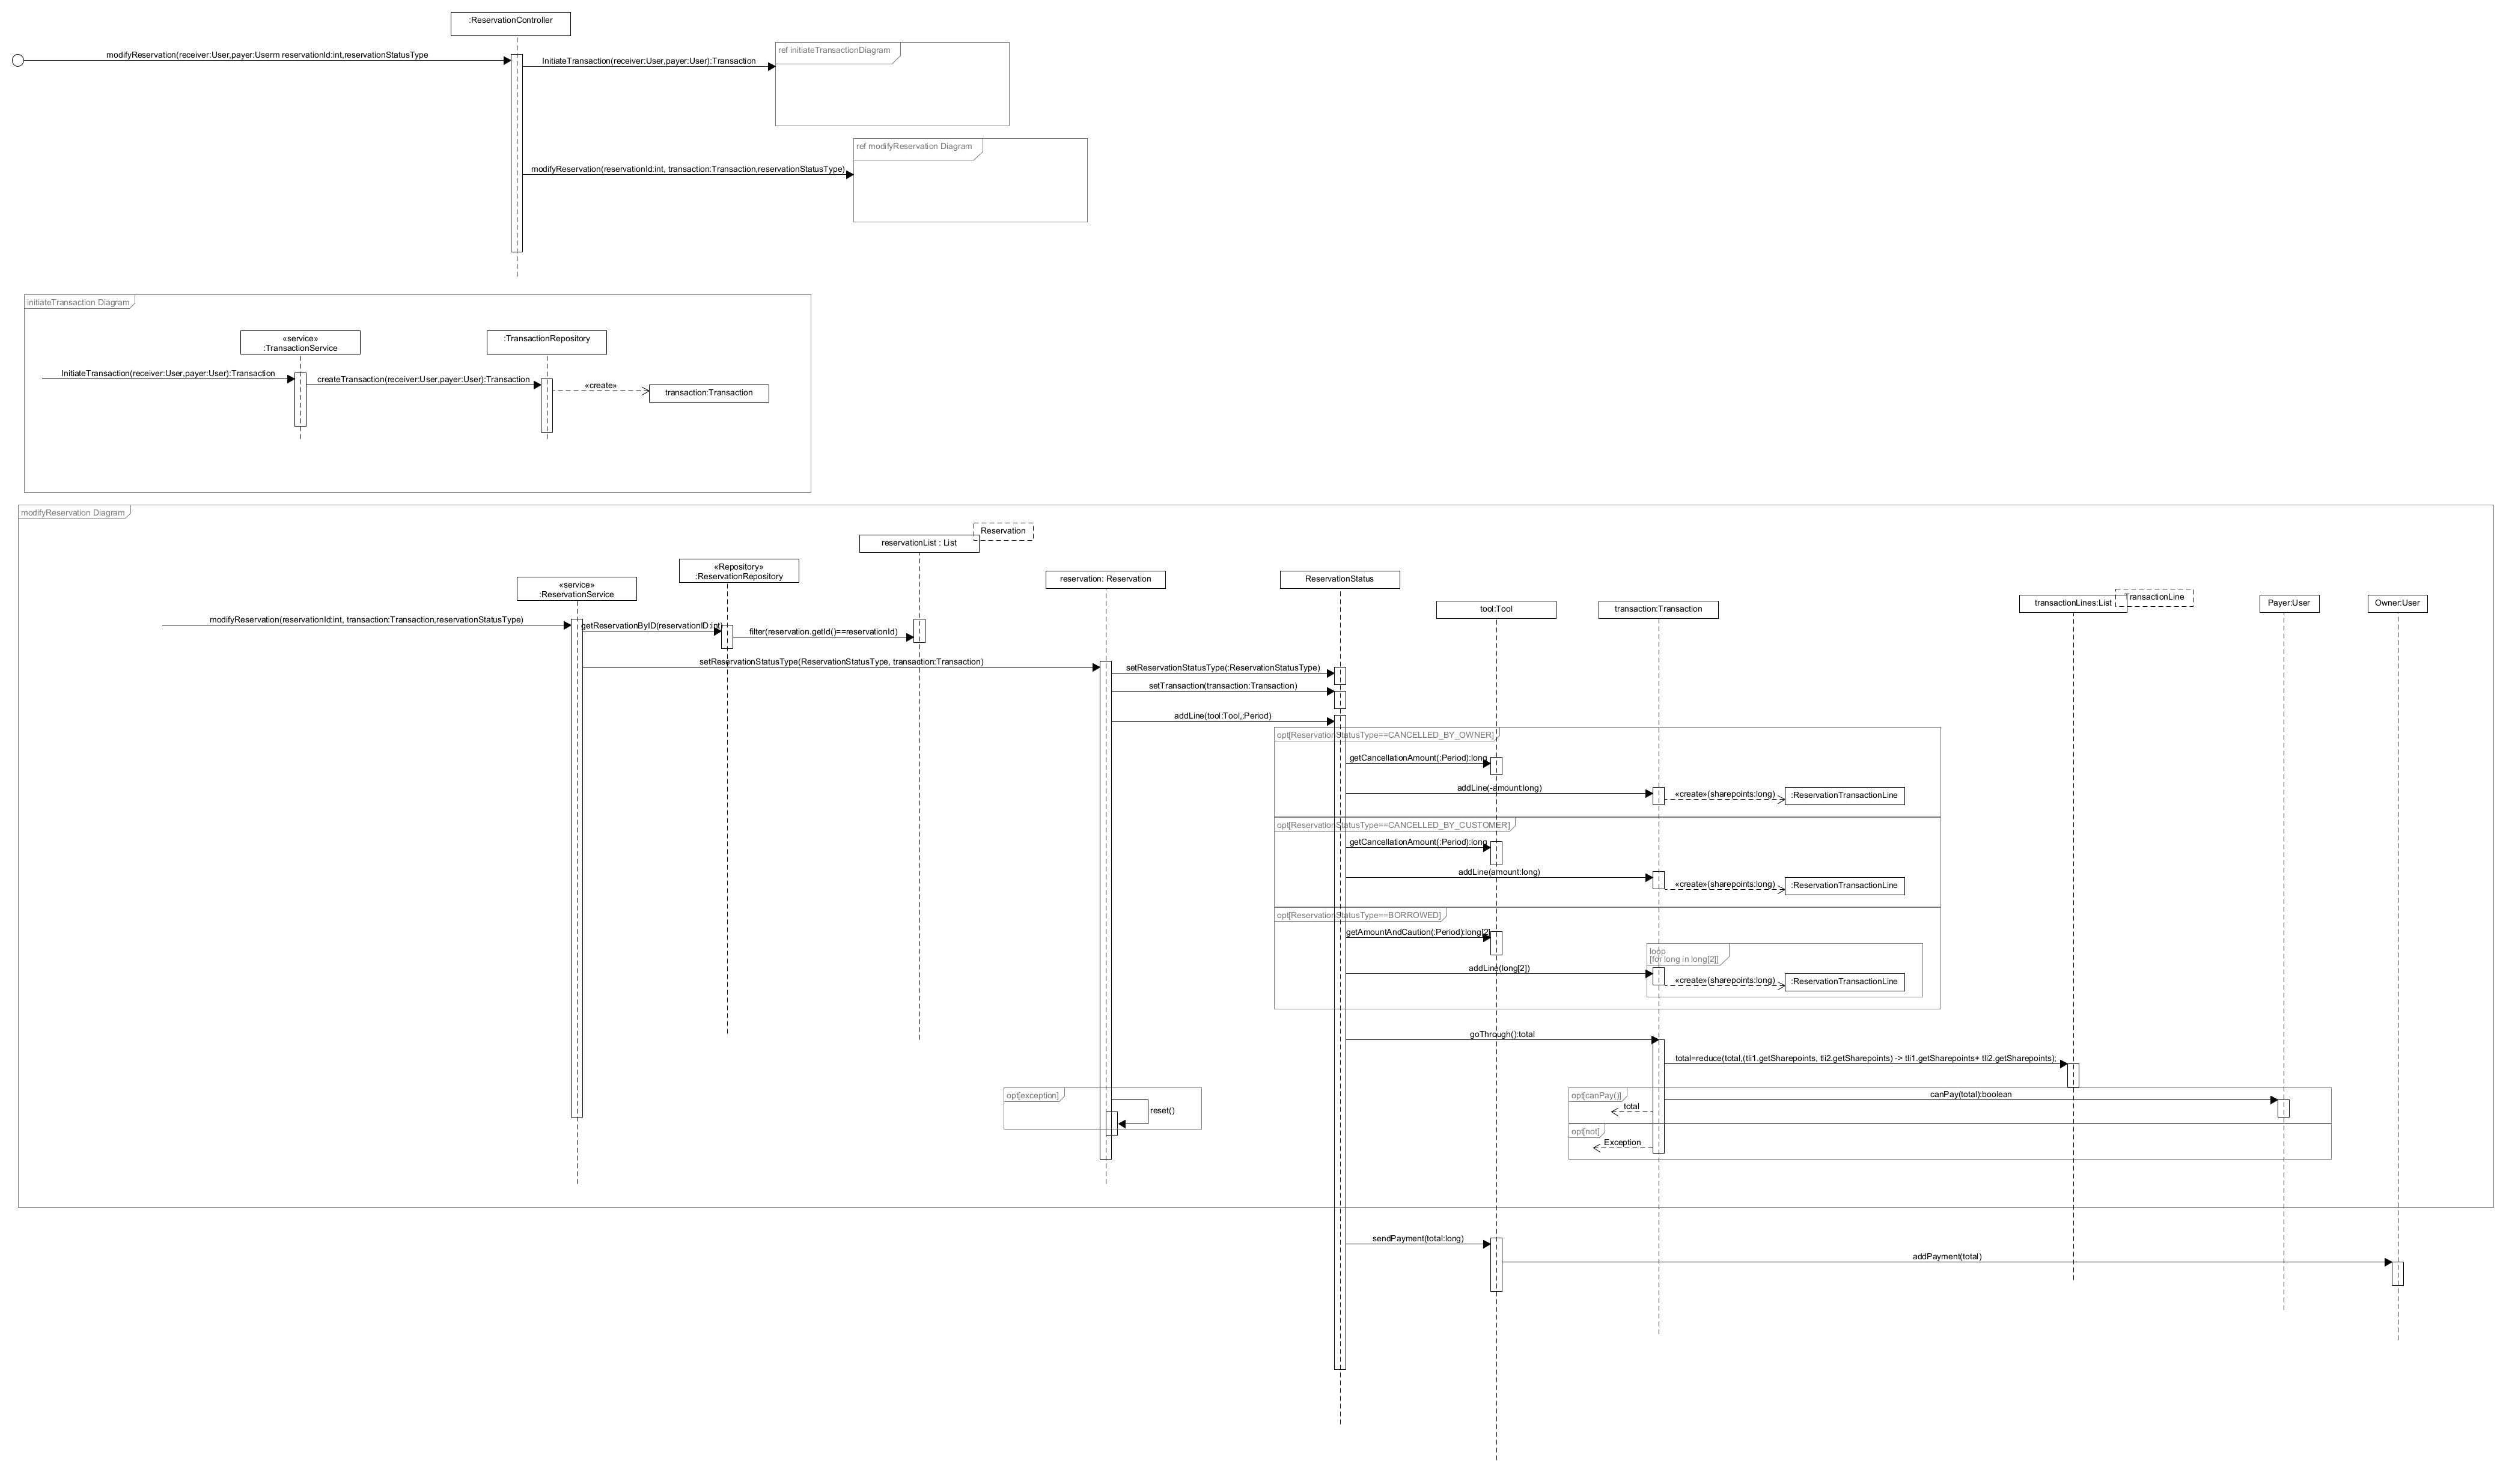 :ReservationController
modifyReservation(receiver:User,payer:Userm reservationId:int,reservationStatusType
ref initiateTransactionDiagram
InitiateTransaction(receiver:User,payer:User):Transaction
ref modifyReservation Diagram
modifyReservation(reservationId:int, transaction:Transaction,reservationStatusType)
initiateTransaction Diagram
«service»
:TransactionService
:TransactionRepository
InitiateTransaction(receiver:User,payer:User):Transaction
createTransaction(receiver:User,payer:User):Transaction
«create»
transaction:Transaction
modifyReservation Diagram
Reservation
reservationList : List
«Repository»
:ReservationRepository
«service»
:ReservationService
reservation: Reservation
ReservationStatus
tool:Tool
transaction:Transaction
transactionLines:List
TransactionLine
Payer:User
Owner:User
modifyReservation(reservationId:int, transaction:Transaction,reservationStatusType)
getReservationByID(reservationID:int)
filter(reservation.getId()==reservationId)
setReservationStatusType(ReservationStatusType, transaction:Transaction)
setReservationStatusType(:ReservationStatusType)
setTransaction(transaction:Transaction)
addLine(tool:Tool,:Period)
opt[ReservationStatusType==CANCELLED_BY_OWNER]
getCancellationAmount(:Period):long
addLine(-amount:long)
«create»(sharepoints:long)
:ReservationTransactionLine
opt[ReservationStatusType==CANCELLED_BY_CUSTOMER]
getCancellationAmount(:Period):long
addLine(amount:long)
«create»(sharepoints:long)
:ReservationTransactionLine
opt[ReservationStatusType==BORROWED]
getAmountAndCaution(:Period):long[2]
loop
[for long in long[2]]
addLine(long[2])
«create»(sharepoints:long)
:ReservationTransactionLine
goThrough():total
total=reduce(total,(tli1.getSharepoints, tli2.getSharepoints) -> tli1.getSharepoints+ tli2.getSharepoints);
opt[exception]
reset()
opt[canPay()]
canPay(total):boolean
total
opt[not]
Exception
sendPayment(total:long)
addPayment(total)